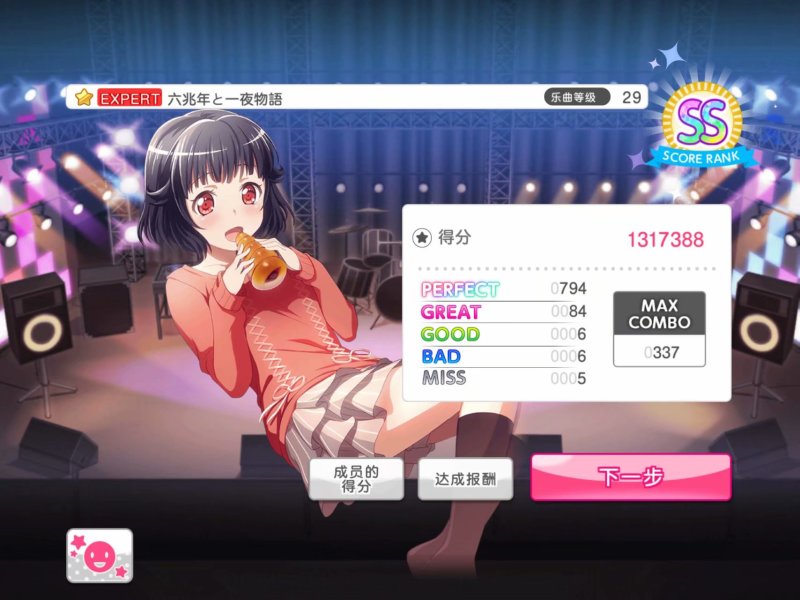 EXPERT 六兆年と一夜物語 乐曲等级 29
SS
SCORE RANK
得分 1317388
PERFECT 0794
GREAT 0084
GOOD 0006
BAD 0006
MISS 0005
MAX
COMBO
0337
成员的
得分
达成报酬
下一步